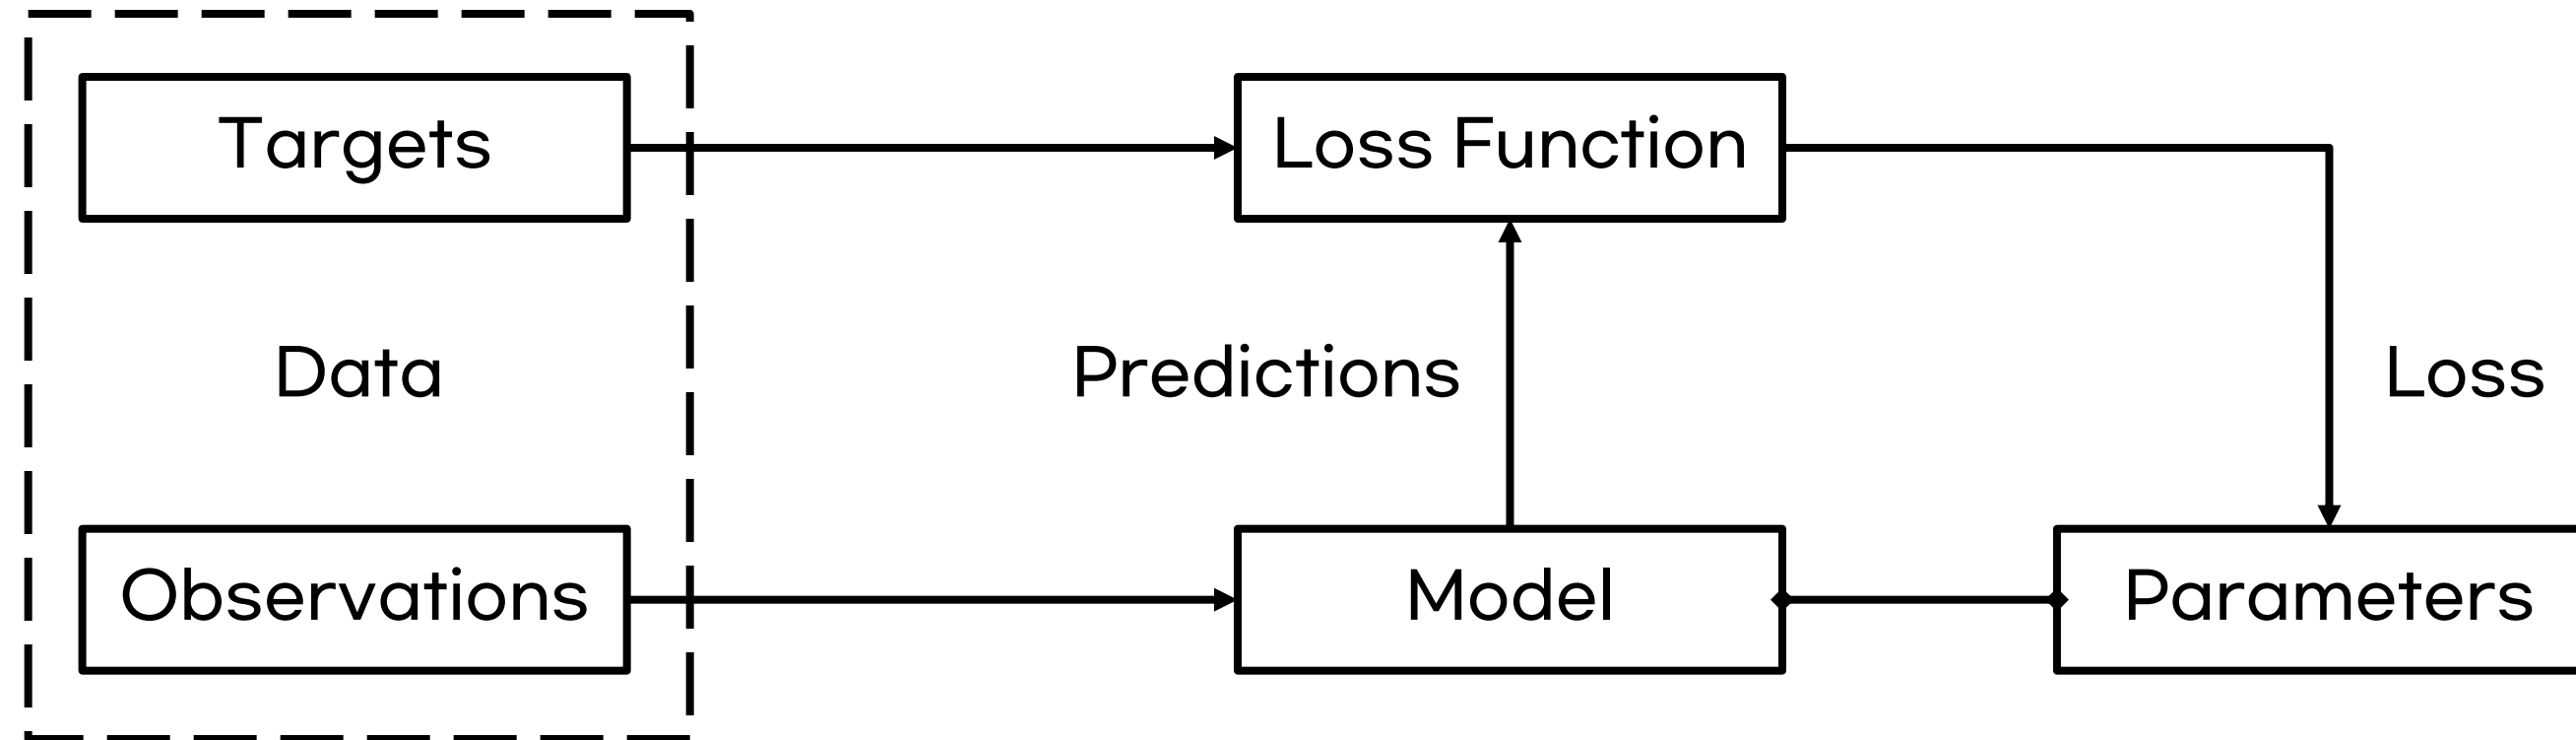 Targets
Loss Function
Data
Predictions
Loss
Observations
Model
Parameters